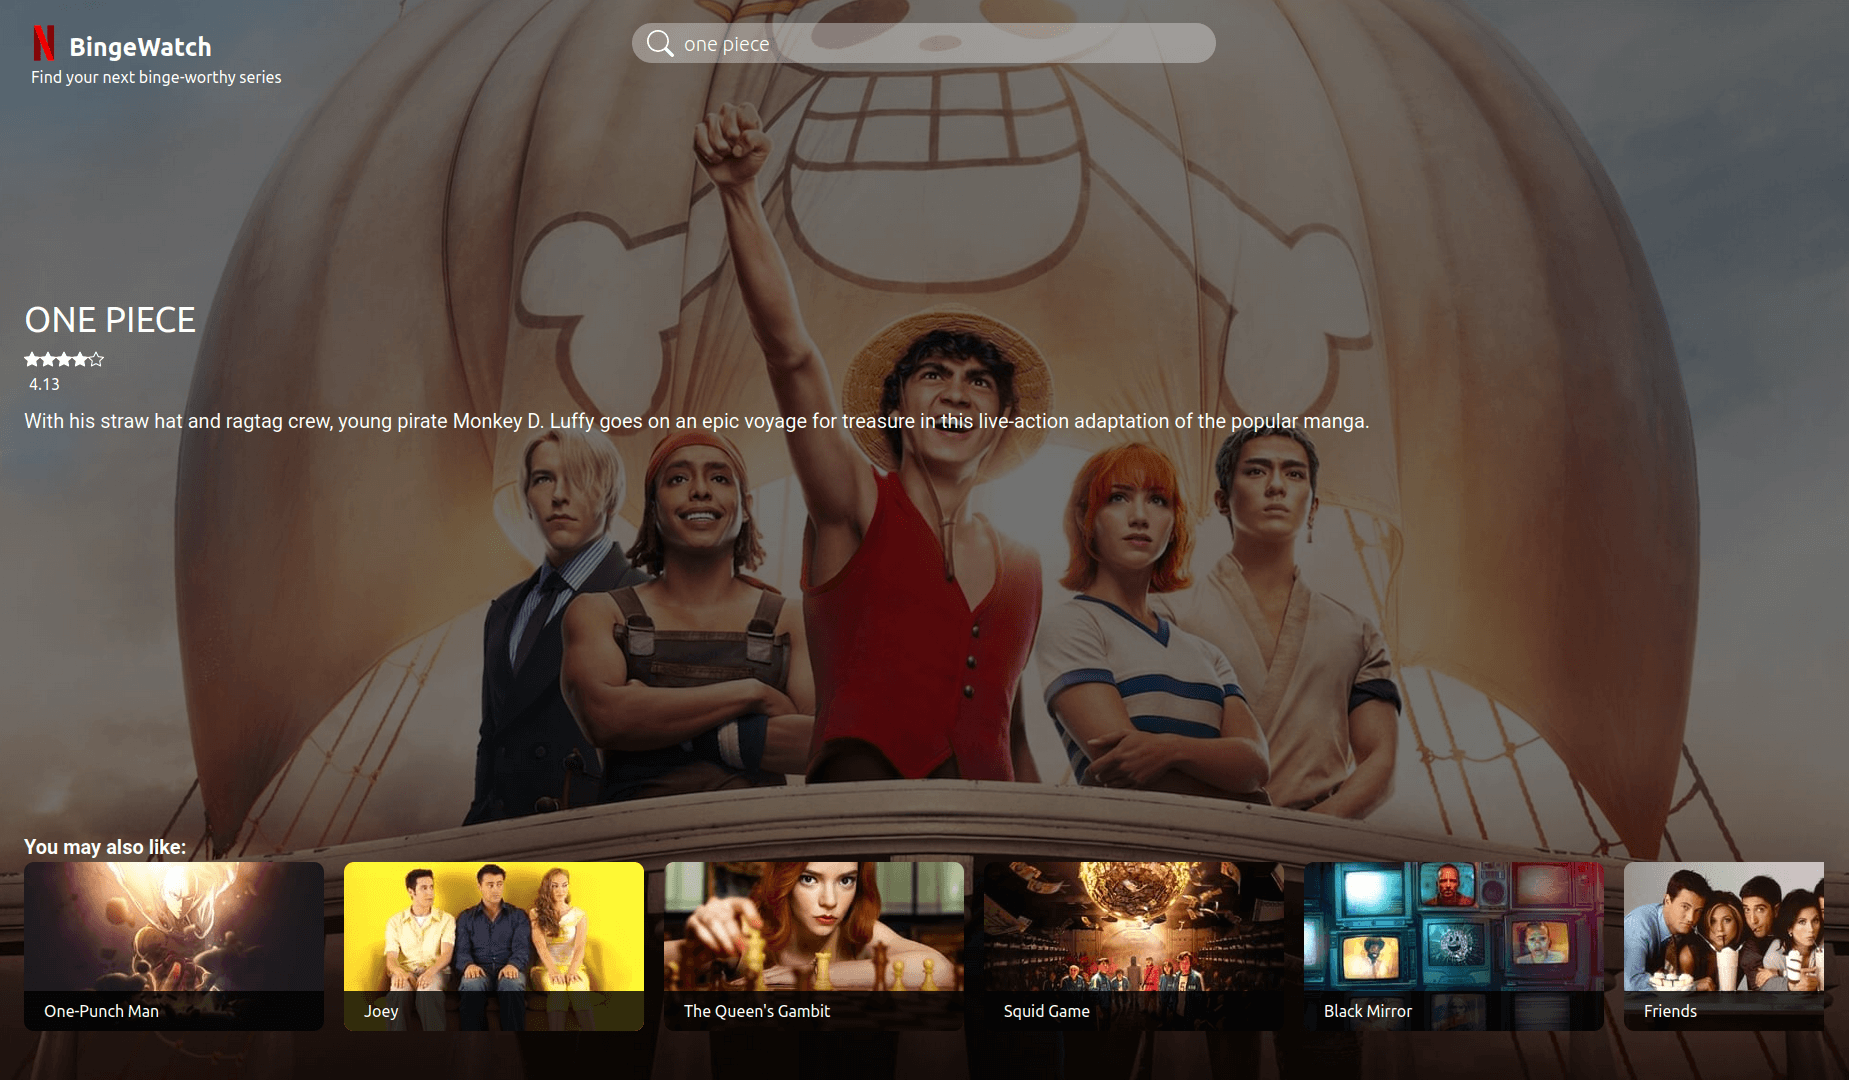 BingeWatch
Find your next binge-worthy series
one piece
ONE PIECE
4.13
With his straw hat and ragtag crew, young pirate Monkey D. Luffy goes on an epic voyage for treasure in this live-action adaptation of the popular manga.
You may also like:
One-Punch Man
Joey
The Queen's Gambit
Squid Game
Black Mirror
Friends